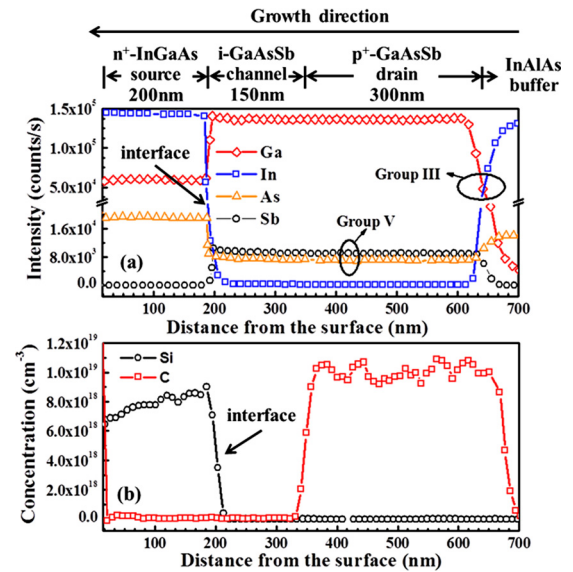 Growth direction
n⁺-InGaAs i-GaAsSb p⁺-GaAsSb InAlAs
source channel drain buffer
200nm 150nm 300nm
1.5x10⁵
1.0x10⁵
5.0x10⁴
1.6x10⁴
8.0x10³
0.0
Intensity (counts/s)
interface
Ga
In
As
Sb
Group III
Group V
(a)
100 200 300 400 500 600 700
Distance from the surface (nm)
1.2x10¹⁹
1.0x10¹⁹
8.0x10¹⁸
6.0x10¹⁸
4.0x10¹⁸
2.0x10¹⁸
0.0
Concentration (cm⁻³)
Si
C
interface
(b)
100 200 300 400 500 600 700
Distance from the surface (nm)